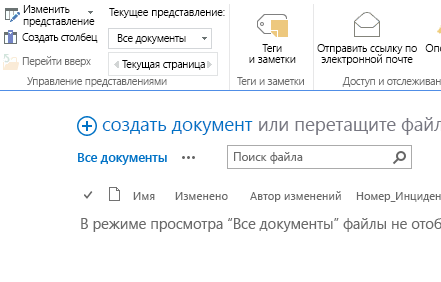 Изменить представление
Создать столбец
Перейти вверх
Текущее представление:
Все документы
Текущая страница
Управление представлениями
Теги и заметки
Теги и заметки
Отправить ссылку по электронной почте
Доступ и отслеживан
создать документ или перетащите файл
Все документы
Поиск файла
Имя Изменено Автор изменений Номер_Инциден
В режиме просмотра “Все документы” файлы не отоб